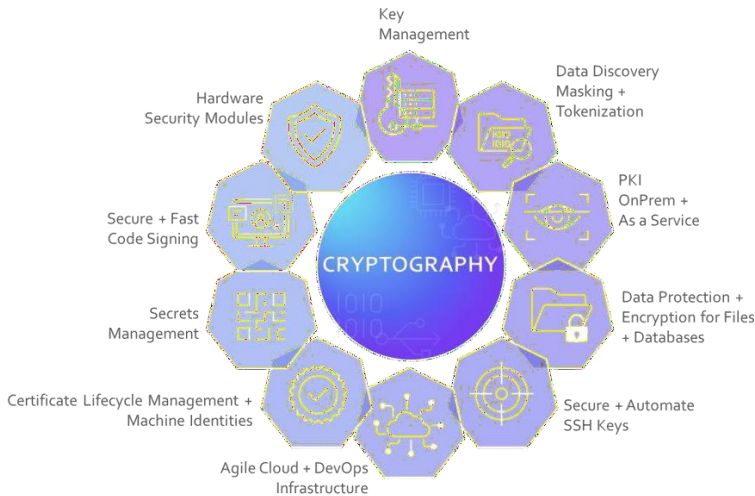 Key
Management
Data Discovery
Masking +
Tokenization
PKI
OnPrem +
As a Service
Data Protection +
Encryption for Files
+ Databases
Secure + Automate
SSH Keys
Agile Cloud + DevOps
Infrastructure
Certificate Lifecycle Management +
Machine Identities
Secrets
Management
Secure + Fast
Code Signing
Hardware
Security Modules
CRYPTOGRAPHY